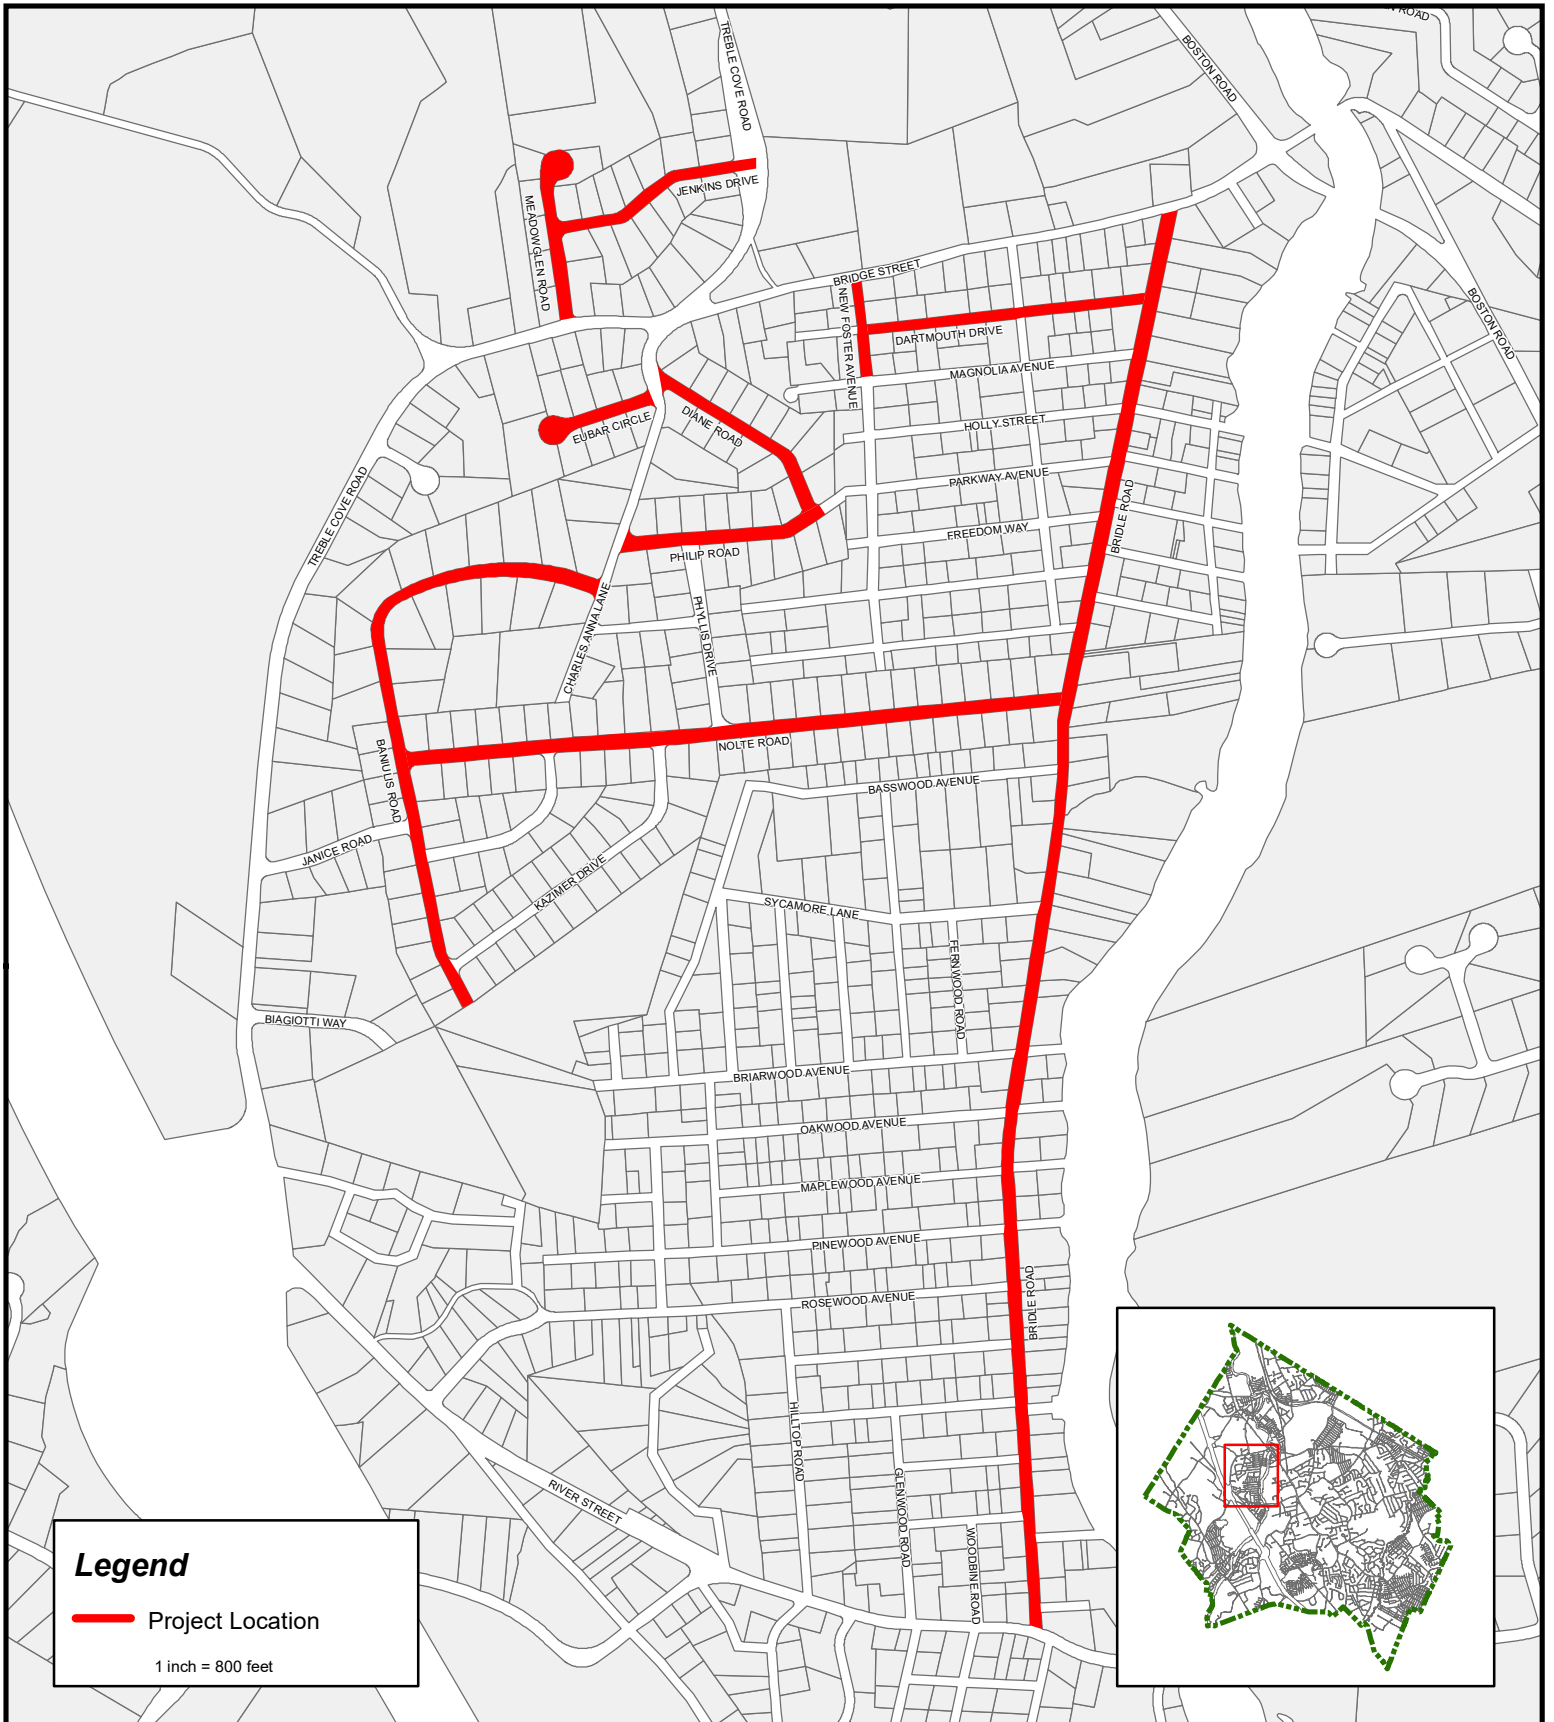 N ROAD
TREBLE COVE ROAD
BOSTON ROAD
JENKINS DRIVE
MEADOWGLEN ROAD
BRIDGE STREET
NEW FOSTER AVENUE
BOSTON ROAD
DARTMOUTH DRIVE
MAGNOLIA AVENUE
EUBAR CIRCLE
DIANE ROAD
HOLLY STREET
PARKWAY AVENUE
TREBLE COVE ROAD
BRIDLE ROAD
FREEDOM WAY
PHILIP ROAD
CHARLES ANNA LANE
PHYLLIS DRIVE
NOLTE ROAD
BANIULIS ROAD
BASSWOOD AVENUE
JANICE ROAD
KAZIMER DRIVE
SYCAMORE LANE
FERNWOOD ROAD
BIAGIOTTI WAY
BRIARWOOD AVENUE
OAKWOOD AVENUE
MAPLEWOOD AVENUE
PINEWOOD AVENUE
ROSEWOOD AVENUE
BRIDLE ROAD
HILLTOP ROAD
GLENWOOD ROAD
RIVER STREET
WOODBINE ROAD
Legend
Project Location
1 inch = 800 feet